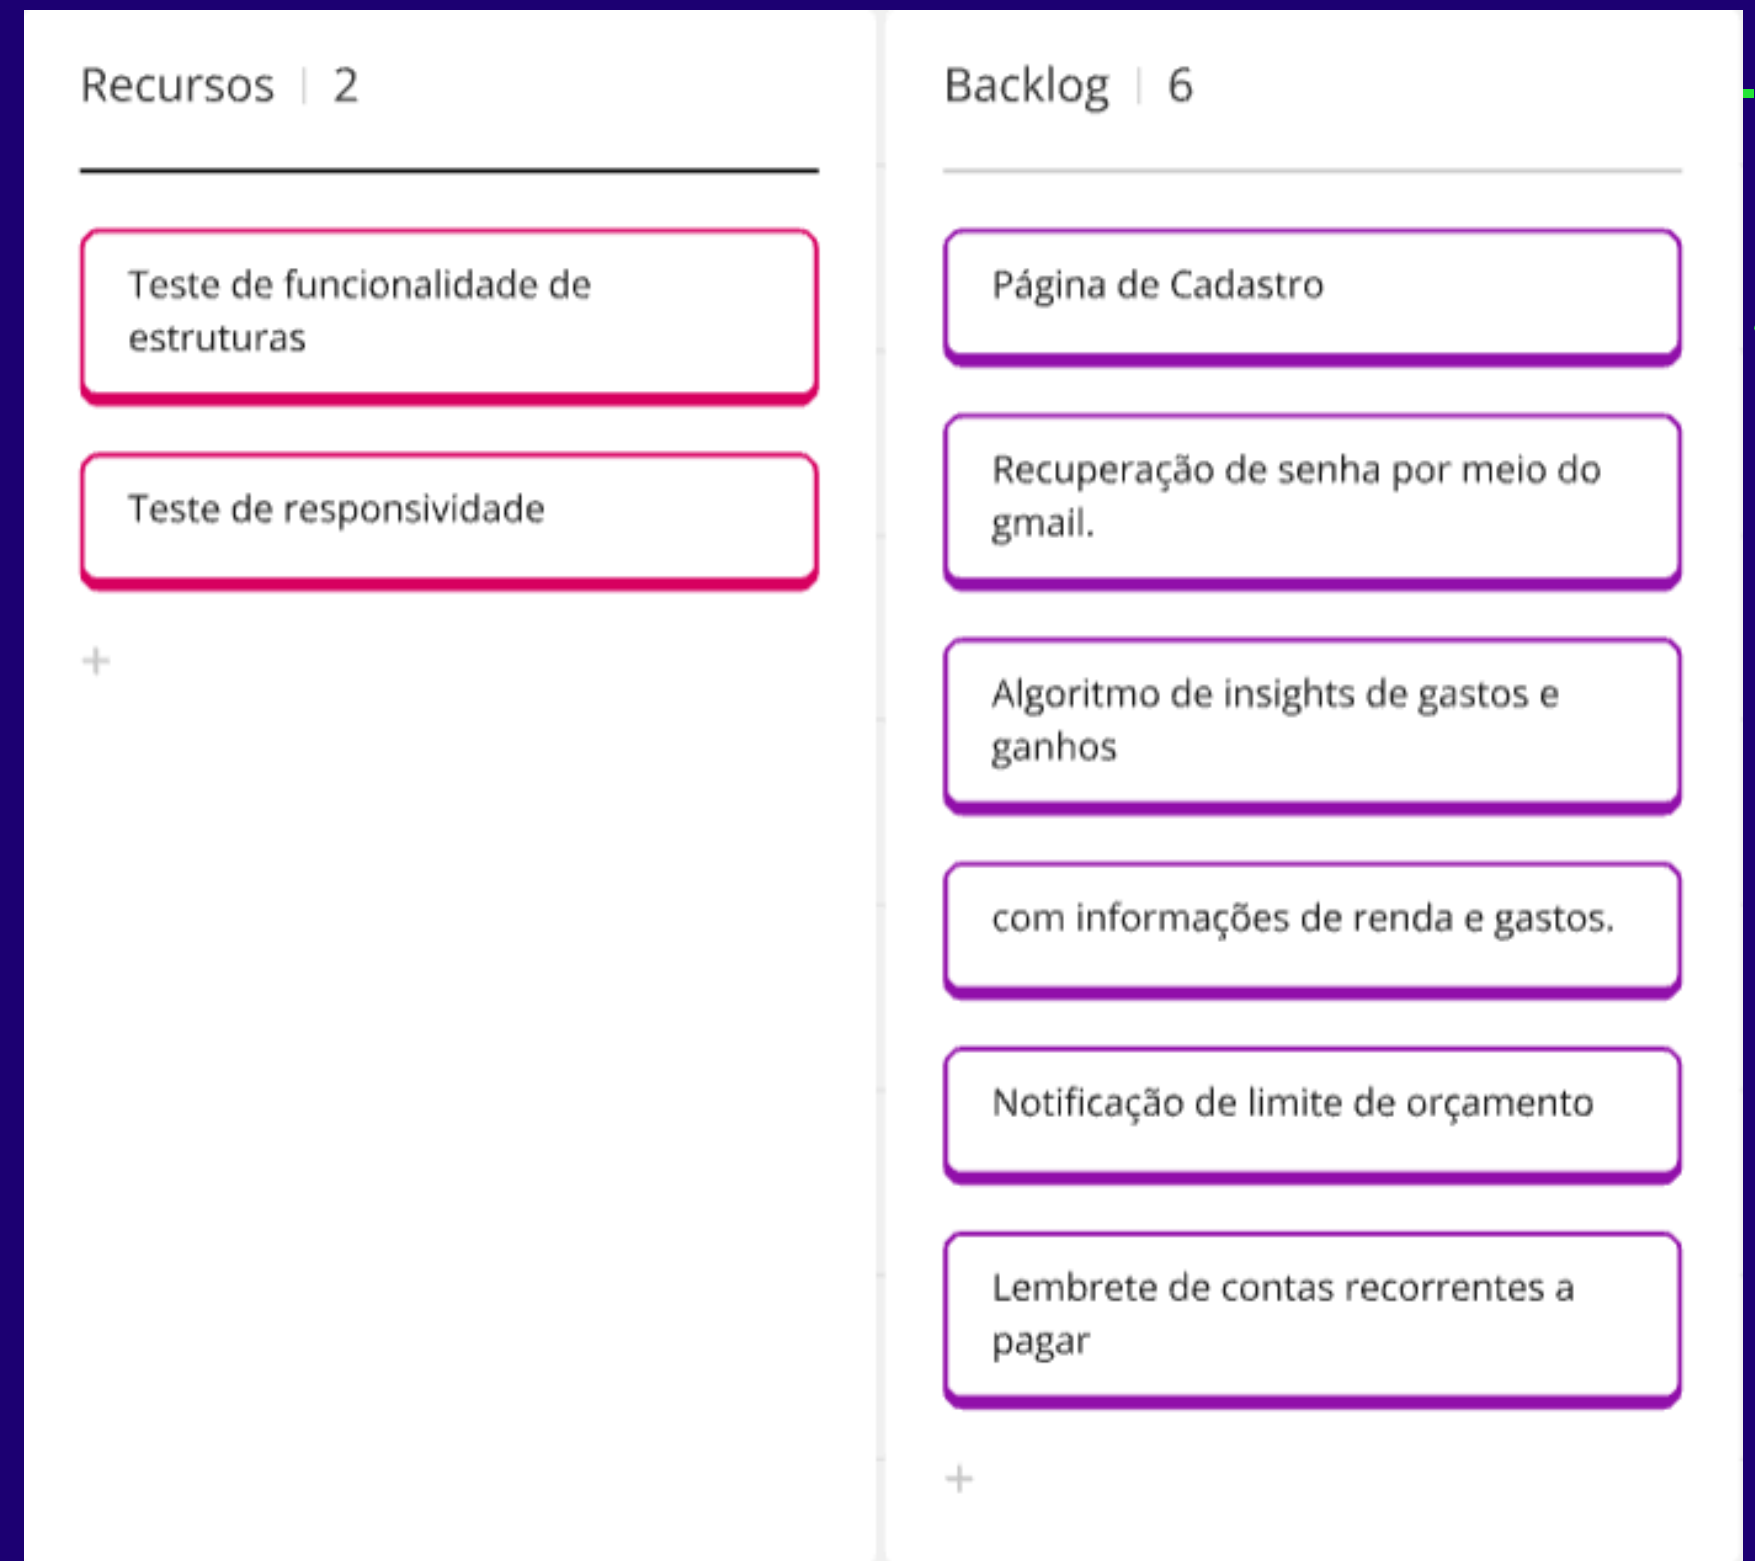 Recursos | 2
Teste de funcionalidade de
estruturas
Teste de responsividade
+
Backlog | 6
Página de Cadastro
Recuperação de senha por meio do
gmail.
Algoritmo de insights de gastos e
ganhos
com informações de renda e gastos.
Notificação de limite de orçamento
Lembrete de contas recorrentes a
pagar
+